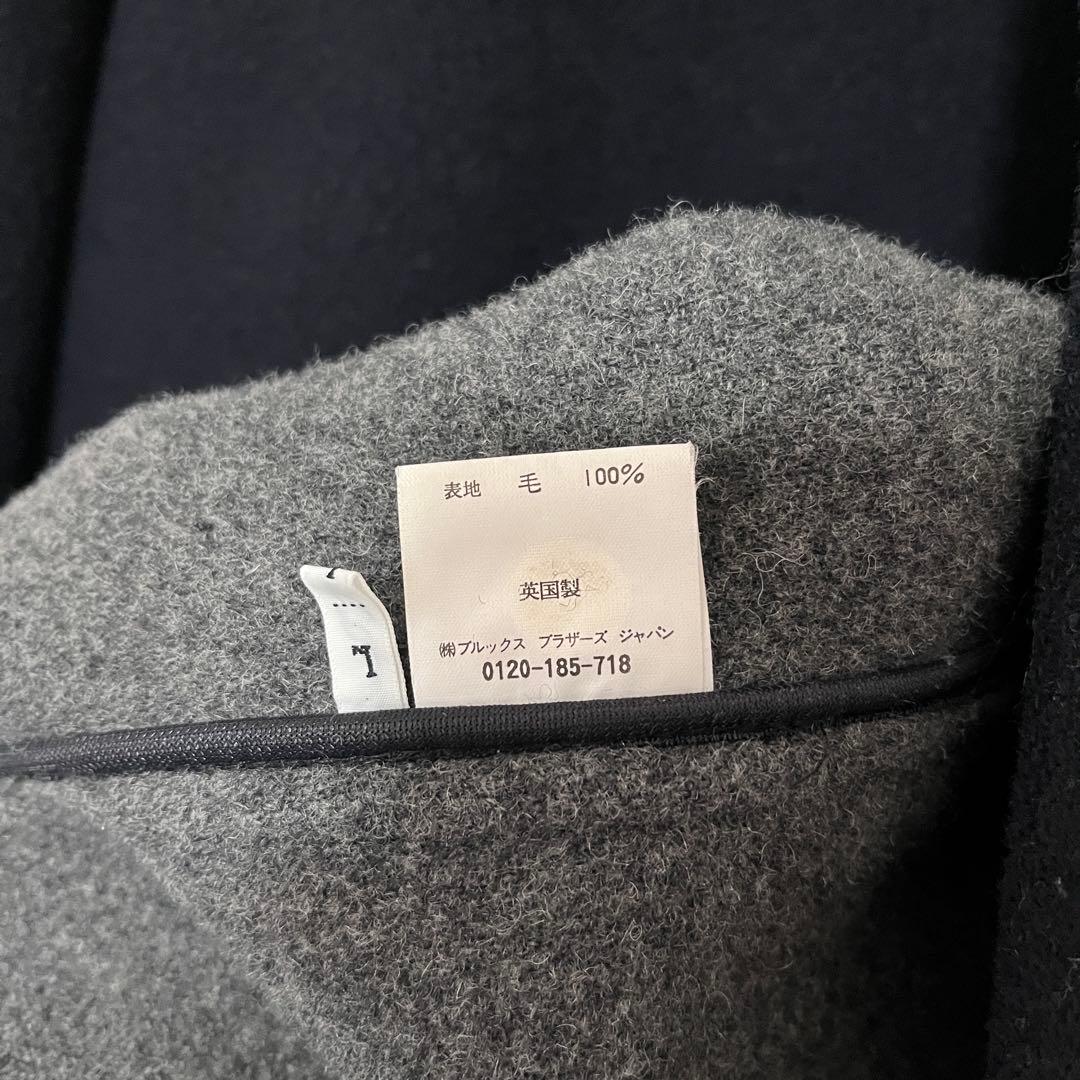 表地 毛 100%
英国製
㈱ブルックス ブラザーズ ジャパン
0120-185-718
L